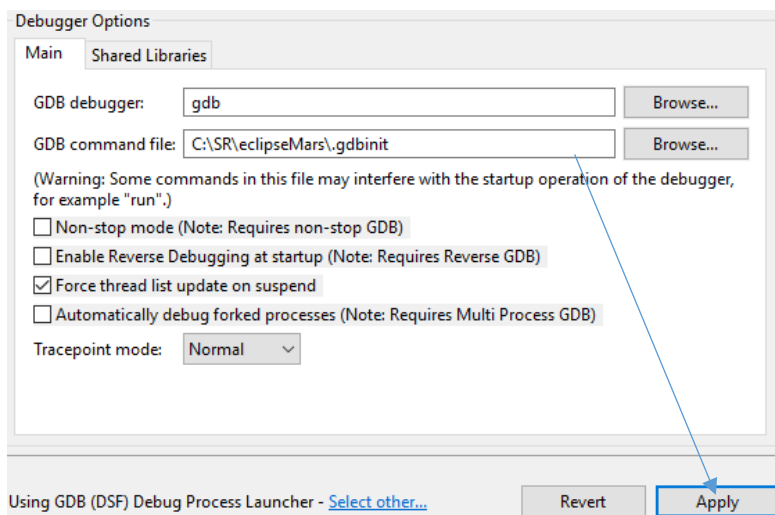 Debugger Options
Main Shared Libraries
GDB debugger: gdb Browse...
GDB command file: C:\SR\eclipseMars\.gdbinit Browse...
(Warning: Some commands in this file may interfere with the startup operation of the debugger,
for example "run".)
Non-stop mode (Note: Requires non-stop GDB)
Enable Reverse Debugging at startup (Note: Requires Reverse GDB)
Force thread list update on suspend
Automatically debug forked processes (Note: Requires Multi Process GDB)
Tracepoint mode: Normal
Using GDB (DSF) Debug Process Launcher - Select other... Revert Apply